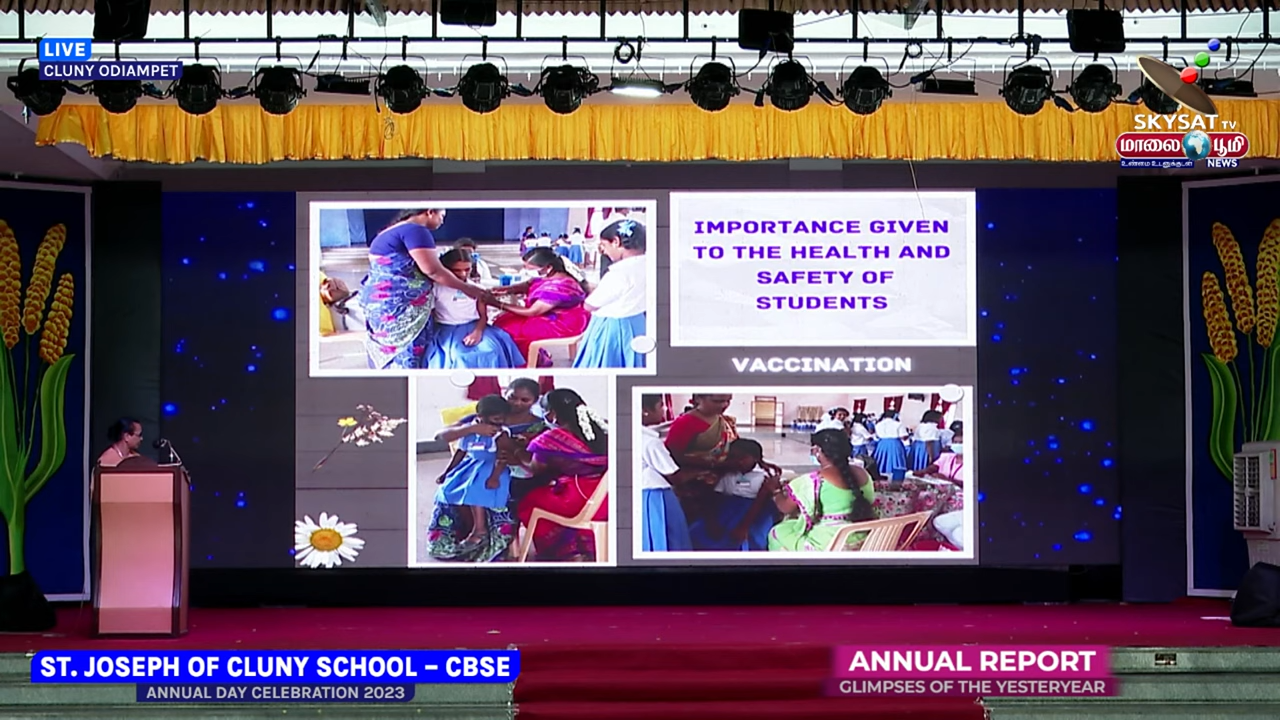 LIVE
CLUNY ODIAMPET
SKYSAT TV
மாலை பூமி
NEWS
IMPORTANCE GIVEN
TO THE HEALTH AND
SAFETY OF
STUDENTS
VACCINATION
ST. JOSEPH OF CLUNY SCHOOL – CBSE
ANNUAL DAY CELEBRATION 2023
ANNUAL REPORT
GLIMPSES OF THE YESTERYEAR